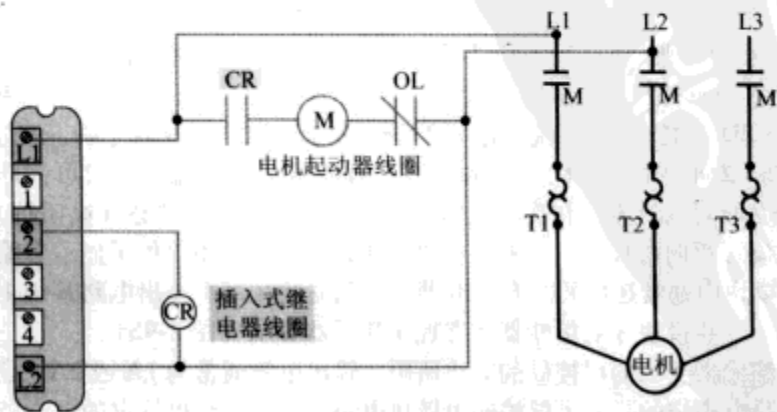 L1 L2 L3
CR OL
M M M M
电机起动器线圈
L1
1
2
3
4
L2
CR
插入式继
电器线圈
T1 T2 T3
电机